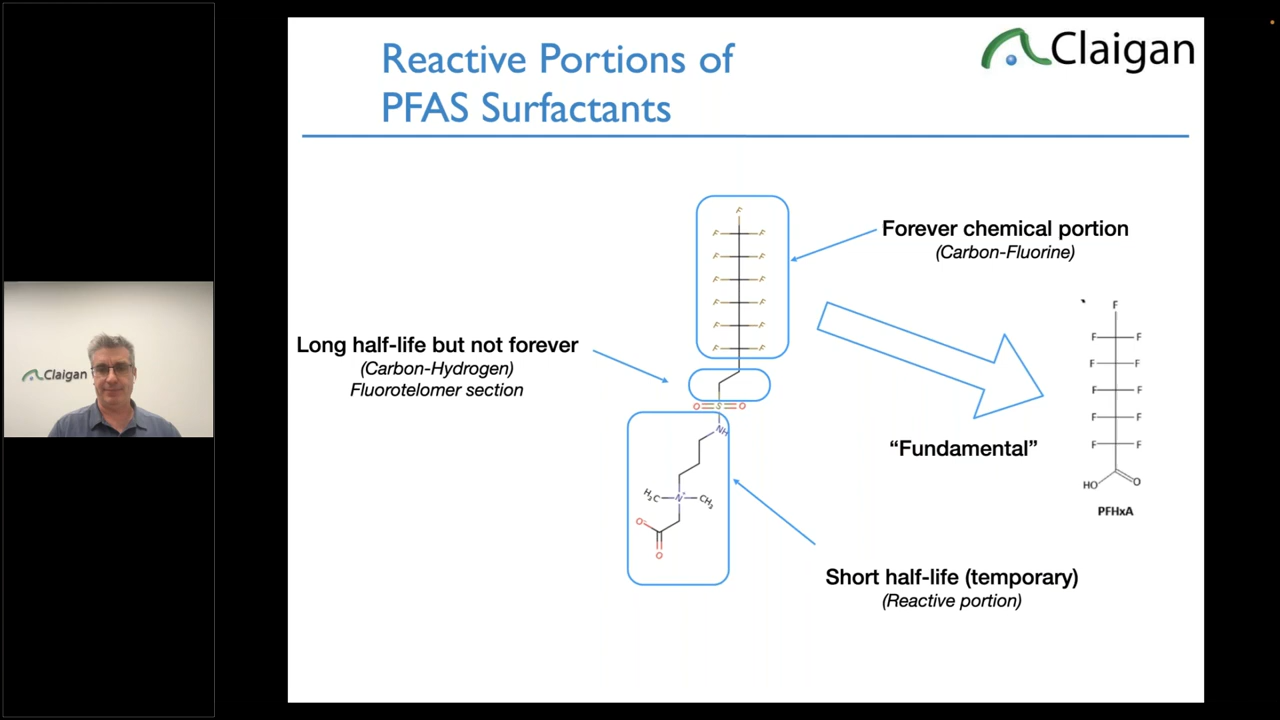 Reactive Portions of
PFAS Surfactants
Claigan
Forever chemical portion
(Carbon-Fluorine)
Long half-life but not forever
(Carbon-Hydrogen)
Fluorotelomer section
F
F F
F F
F F
F F
F F
F F
O S O
NH
H₃C N⁺ CH₃
O⁻
O
F
F F
F F
F F
F F
F F
HO O
PFHxA
"Fundamental"
Short half-life (temporary)
(Reactive portion)
Claigan